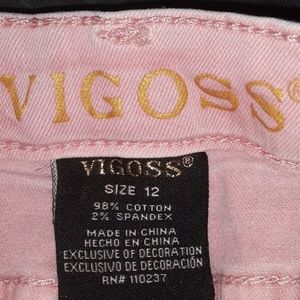 VIGOSS®
VIGOSS®
SIZE 12
98% COTTON
2% SPANDEX
MADE IN CHINA
HECHO EN CHINA
EXCLUSIVE OF DECORATION
EXCLUSIVO DE DECORACIÓN
RN# 110237